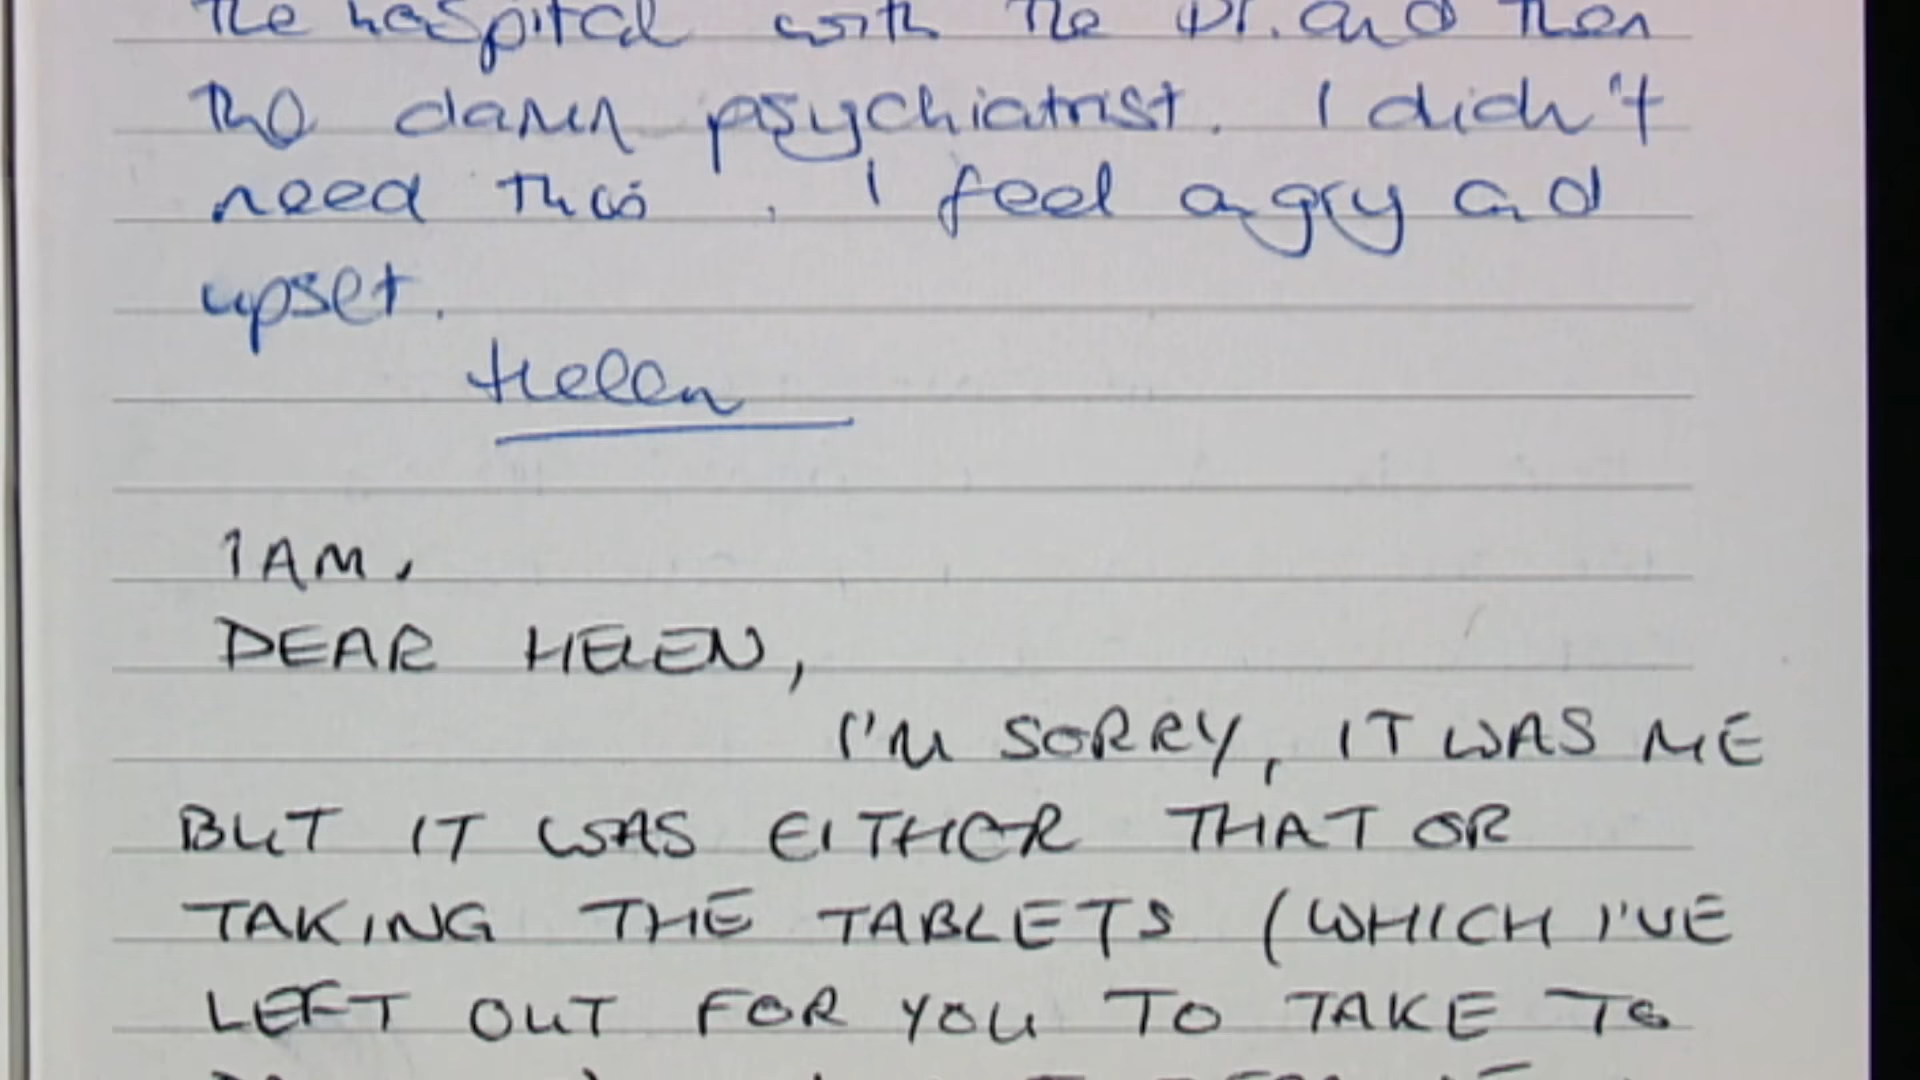 the hospital with the Dr. and then
the damn psychiatrist. I didn't
need this. I feel angry and
upset.
Helen
1AM.
DEAR HELEN,
I'M SORRY, IT WAS ME
BUT IT WAS EITHER THAT OR
TAKING THE TABLETS (WHICH I'VE
LEFT OUT FOR YOU TO TAKE TO